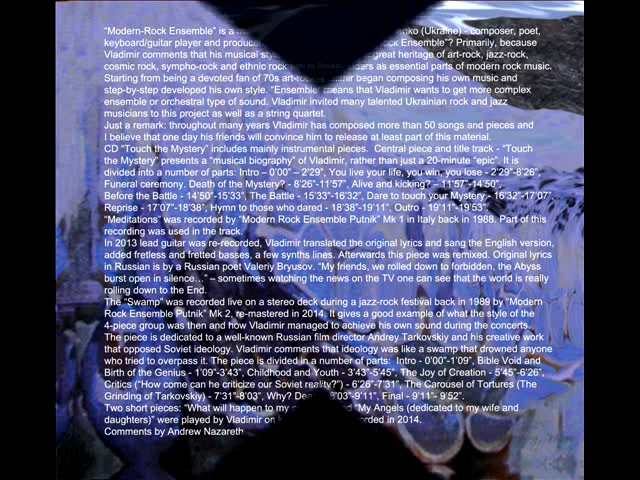 "Modern-Rock Ensemble" is a m nko (Ukraine) - composer, poet,
keyboard/guitar player and produce ck Ensemble"? Primarily, because
Vladimir comments that his musical style great heritage of art-rock, jazz-rock,
cosmic rock, sympho-rock and ethnic rock as essential parts of modern rock music.
Starting from being a devoted fan of 70s art-ro mir began composing his own music and
step-by-step developed his own style. "Ensemble" means that Vladimir wants to get more complex
ensemble or orchestral type of sound. Vladimir invited many talented Ukrainian rock and jazz
musicians to this project as well as a string quartet.
Just a remark: throughout many years Vladimir has composed more than 50 songs and pieces and
I believe that one day his friends will convince him to release at least part of this material.
CD "Touch the Mystery" includes mainly instrumental pieces. Central piece and title track - "Touch
the Mystery" presents a "musical biography" of Vladimir, rather than just a 20-minute "epic". It is
divided into a number of parts: Intro – 0'00" – 2'29", You live your life, you win, you lose - 2'29"-8'26",
Funeral ceremony. Death of the Mystery? - 8'26"-11'57", Alive and kicking? – 11'57"-14'50",
Before the Battle - 14'50"-15'33", The Battle - 15'33"-16'32", Dare to touch your Mystery - 16'32"-17'07"
Reprise - 17'07"-18'38", Hymn to those who dared - 18'38"-19'11", Outro - 19'11"-19'53"
"Meditations" was recorded by "Modern Rock Ensemble Putnik" Mk 1 in Italy back in 1988. Part of this
recording was used in the track.
In 2013 lead guitar was re-recorded, Vladimir translated the original lyrics and sang the English version,
added fretless and fretted basses, a few synths lines. Afterwards this piece was remixed. Original lyrics
in Russian is by a Russian poet Valeriy Bryusov. "My friends, we rolled down to forbidden, the Abyss
burst open in silence…" – sometimes watching the news on the TV one can see that the world is really
rolling down to the End.
The "Swamp" was recorded live on a stereo deck during a jazz-rock festival back in 1989 by "Modern
Rock Ensemble Putnik" Mk 2, re-mastered in 2014. It gives a good example of what the style of the
4-piece group was then and how Vladimir managed to achieve his own sound during the concerts.
The piece is dedicated to a well-known Russian film director Andrey Tarkovskiy and his creative work
that opposed Soviet ideology. Vladimir comments that ideology was like a swamp that drowned anyone
who tried to overpass it. The piece is divided in a number of parts: Intro - 0'00"-1'09", Bible Void and
Birth of the Genius - 1'09"-3'43", Childhood and Youth - 3'43"-5'45", The Joy of Creation - 5'45"-6'26",
Critics ("How come he can criticize our Soviet reality?") - 6'26"-7'31", The Carousel of Tortures (The
Grinding of Tarkovskiy) - 7'31"-8'03", Why? De 8'03"-9'11", Final - 9'11"- 9'52".
Two short pieces: "What will happen to my "My Angels (dedicated to my wife and
daughters)" were played by Vladimir on corded in 2014.
Comments by Andrew Nazareth